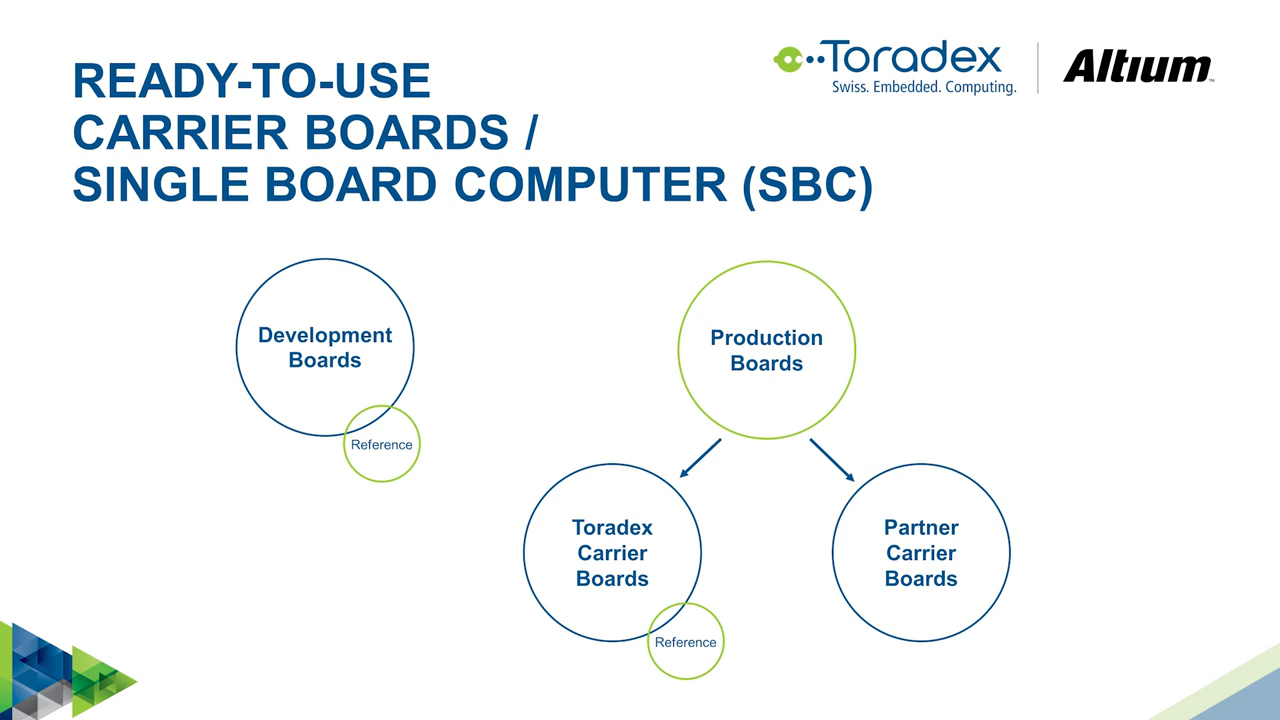 READY-TO-USE
CARRIER BOARDS /
SINGLE BOARD COMPUTER (SBC)
Toradex
Swiss. Embedded. Computing.
Altium
™
Development
Boards
Reference
Production
Boards
Toradex
Carrier
Boards
Reference
Partner
Carrier
Boards